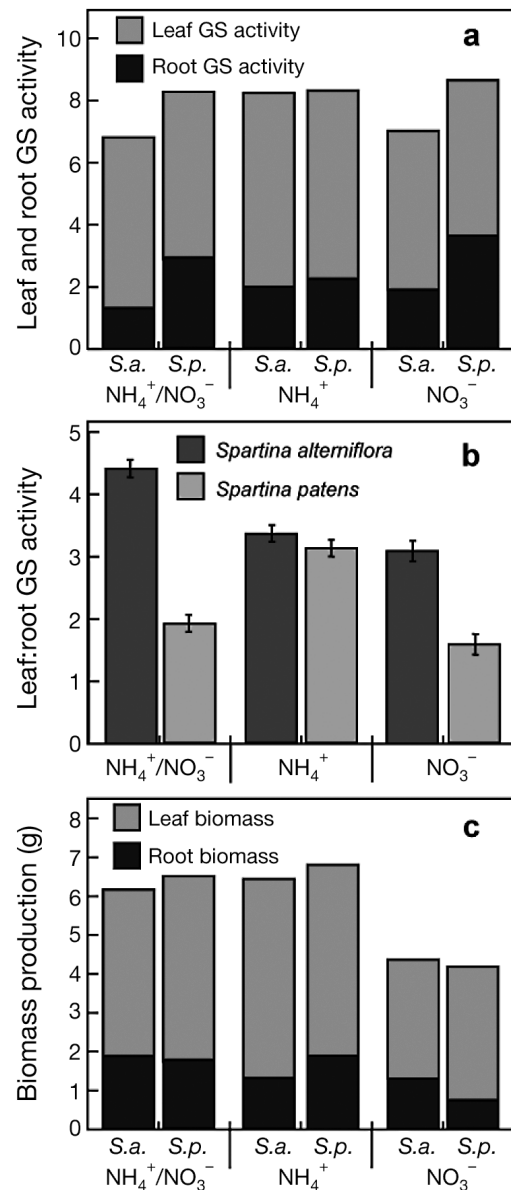 Leaf and root GS activity
10
8
6
4
2
0
Leaf GS activity
Root GS activity
a
S.a. S.p. S.a. S.p. S.a. S.p.
NH₄⁺/NO₃⁻ NH₄⁺ NO₃⁻
Leaf:root GS activity
5
4
3
2
1
0
Spartina alterniflora
Spartina patens
b
NH₄⁺/NO₃⁻ NH₄⁺ NO₃⁻
Biomass production (g)
8
7
6
5
4
3
2
1
0
Leaf biomass
Root biomass
c
S.a. S.p. S.a. S.p. S.a. S.p.
NH₄⁺/NO₃⁻ NH₄⁺ NO₃⁻